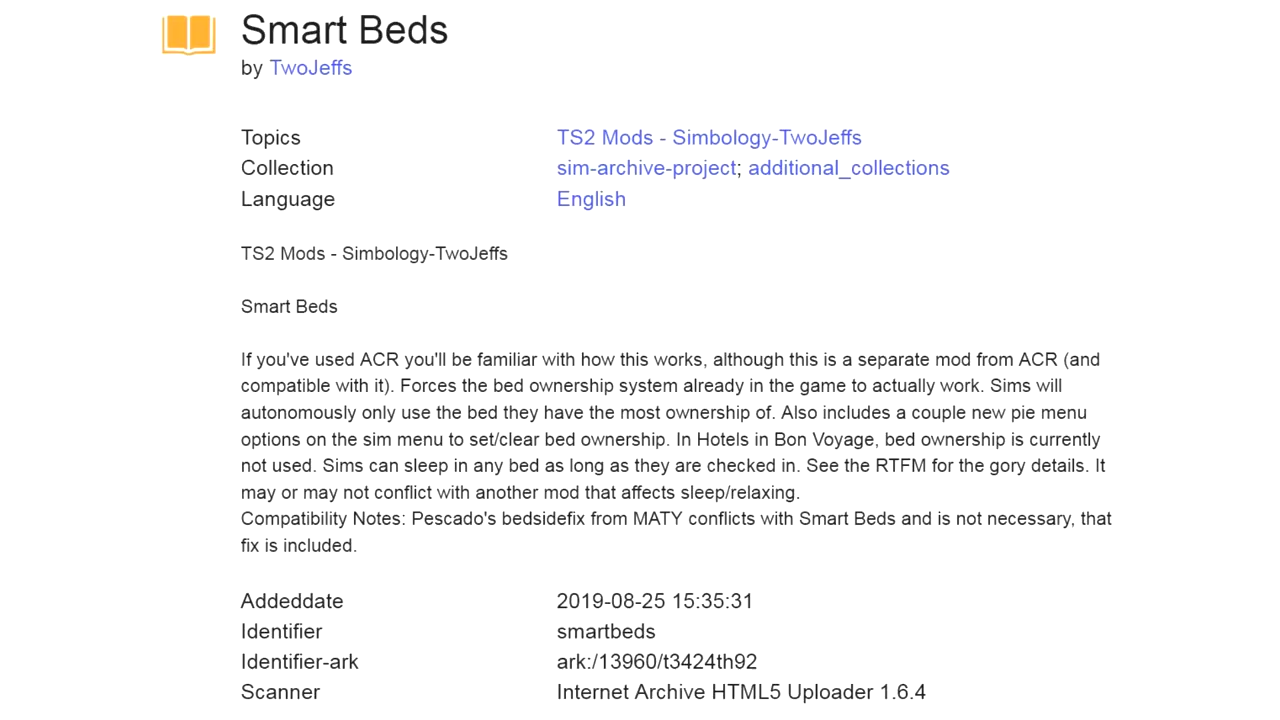 Smart Beds
by TwoJeffs
Topics TS2 Mods - Simbology-TwoJeffs
Collection sim-archive-project; additional_collections
Language English
TS2 Mods - Simbology-TwoJeffs
Smart Beds
If you've used ACR you'll be familiar with how this works, although this is a separate mod from ACR (and
compatible with it). Forces the bed ownership system already in the game to actually work. Sims will
autonomously only use the bed they have the most ownership of. Also includes a couple new pie menu
options on the sim menu to set/clear bed ownership. In Hotels in Bon Voyage, bed ownership is currently
not used. Sims can sleep in any bed as long as they are checked in. See the RTFM for the gory details. It
may or may not conflict with another mod that affects sleep/relaxing.
Compatibility Notes: Pescado's bedsidefix from MATY conflicts with Smart Beds and is not necessary, that
fix is included.
Addeddate 2019-08-25 15:35:31
Identifier smartbeds
Identifier-ark ark:/13960/t3424th92
Scanner Internet Archive HTML5 Uploader 1.6.4